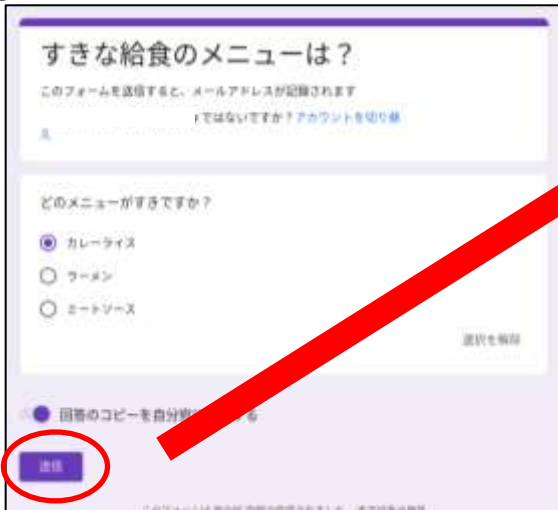 すきな給食のメニューは？
このフォームを送信すると、メールアドレスが記録されます
ではないですか？アカウントを切り替
どのメニューがすきですか？
カレーライス
ラーメン
ミートソース
選択を解除
回答のコピーを自分宛 する
送信